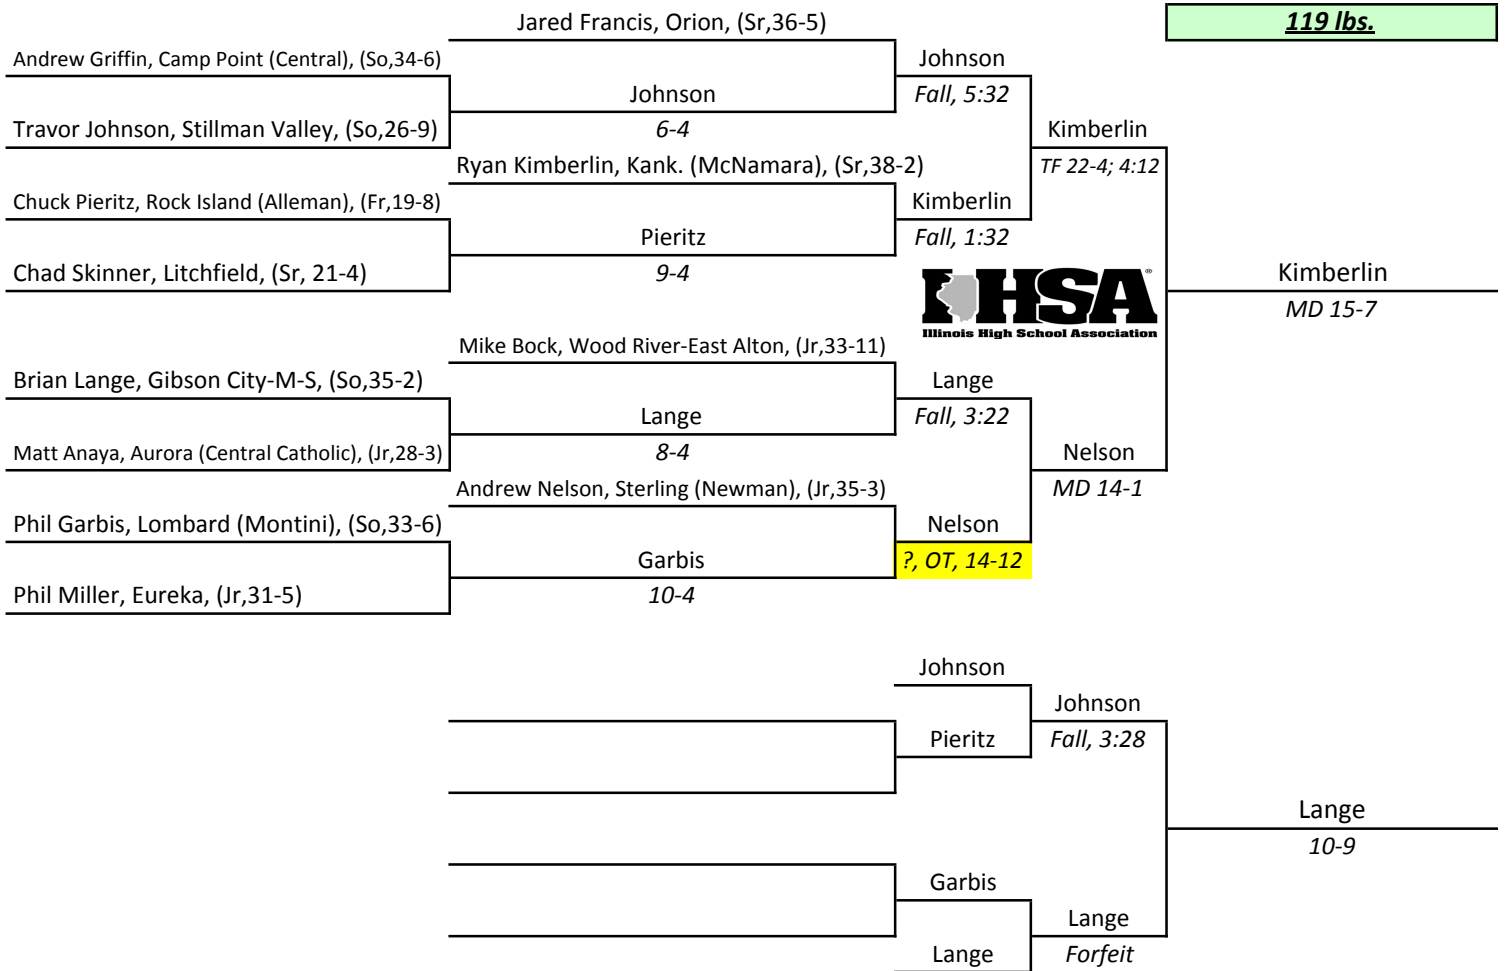 Jared Francis, Orion, (Sr,36-5)
119 lbs.
Andrew Griffin, Camp Point (Central), (So,34-6)
Johnson
Johnson
Fall, 5:32
Travor Johnson, Stillman Valley, (So,26-9)
6-4
Kimberlin
Ryan Kimberlin, Kank. (McNamara), (Sr,38-2)
TF 22-4; 4:12
Chuck Pieritz, Rock Island (Alleman), (Fr,19-8)
Kimberlin
Pieritz
Fall, 1:32
Chad Skinner, Litchfield, (Sr, 21-4)
9-4
Kimberlin
MD 15-7
IHSA
Illinois High School Association
Mike Bock, Wood River-East Alton, (Jr,33-11)
Brian Lange, Gibson City-M-S, (So,35-2)
Lange
Lange
Fall, 3:22
Matt Anaya, Aurora (Central Catholic), (Jr,28-3)
8-4
Nelson
Andrew Nelson, Sterling (Newman), (Jr,35-3)
MD 14-1
Phil Garbis, Lombard (Montini), (So,33-6)
Nelson
Garbis
?, OT, 14-12
Phil Miller, Eureka, (Jr,31-5)
10-4
Johnson
Johnson
Pieritz
Fall, 3:28
Lange
10-9
Garbis
Lange
Lange
Forfeit